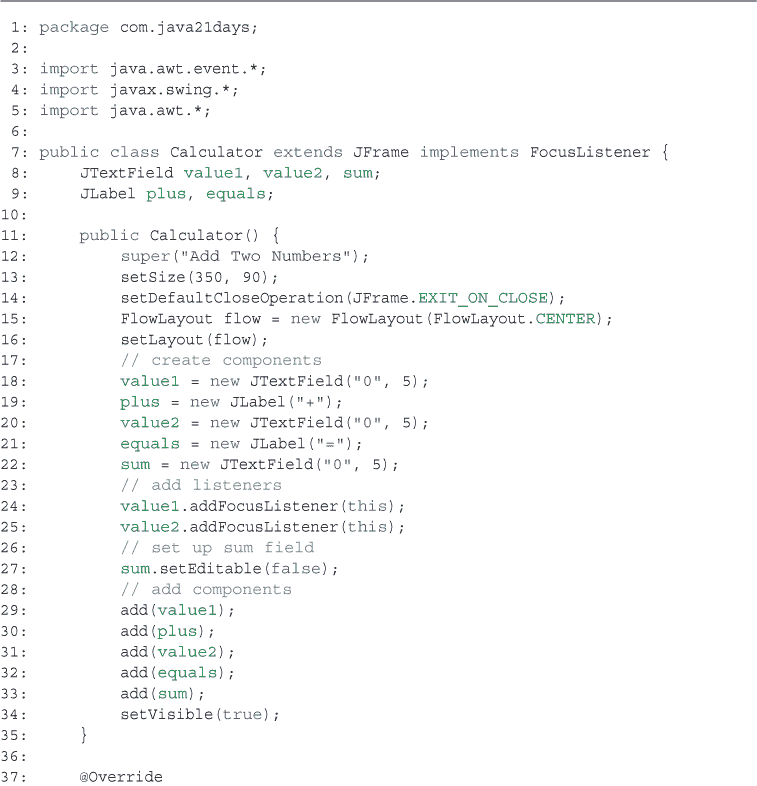 1: package com.java21days;
2:
3: import java.awt.event.*;
4: import javax.swing.*;
5: import java.awt.*;
6:
7: public class Calculator extends JFrame implements FocusListener {
8:     JTextField value1, value2, sum;
9:     JLabel plus, equals;
10:
11:     public Calculator() {
12:         super("Add Two Numbers");
13:         setSize(350, 90);
14:         setDefaultCloseOperation(JFrame.EXIT_ON_CLOSE);
15:         FlowLayout flow = new FlowLayout(FlowLayout.CENTER);
16:         setLayout(flow);
17:         // create components
18:         value1 = new JTextField("0", 5);
19:         plus = new JLabel("+");
20:         value2 = new JTextField("0", 5);
21:         equals = new JLabel("=");
22:         sum = new JTextField("0", 5);
23:         // add listeners
24:         value1.addFocusListener(this);
25:         value2.addFocusListener(this);
26:         // set up sum field
27:         sum.setEditable(false);
28:         // add components
29:         add(value1);
30:         add(plus);
31:         add(value2);
32:         add(equals);
33:         add(sum);
34:         setVisible(true);
35:     }
36:
37:     @Override